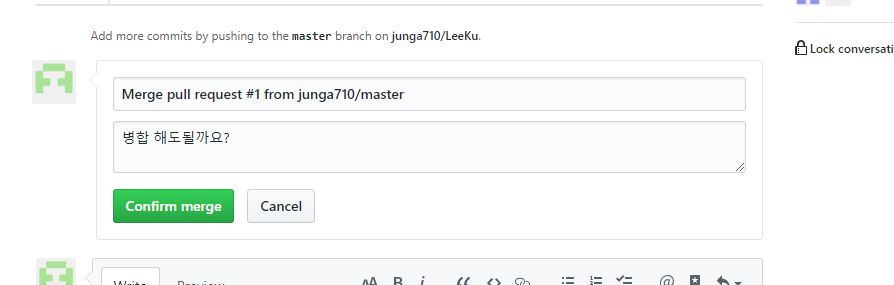 Add more commits by pushing to the master branch on junga710/LeeKu.
Lock conversati
Merge pull request #1 from junga710/master
병합 해도될까요?
Confirm merge
Cancel
Write
Preview
AA B i “ <> @